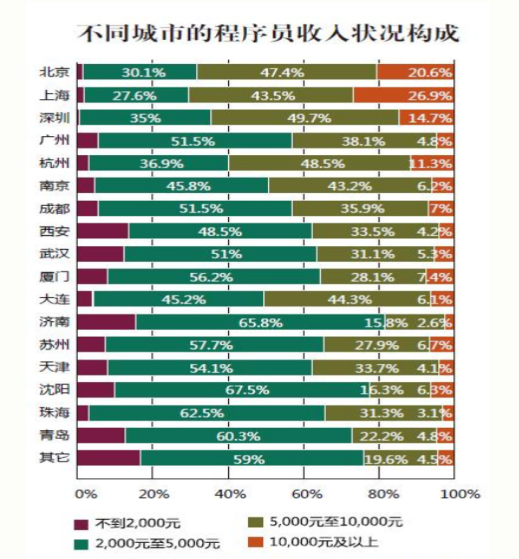 不同城市的程序员收入状况构成
北京 30.1% 47.4% 20.6%
上海 27.6% 43.5% 26.9%
深圳 35% 49.7% 14.7%
广州 51.5% 38.1% 4.8%
杭州 36.9% 48.5% 11.3%
南京 45.8% 43.2% 6.2%
成都 51.5% 35.9% 7%
西安 48.5% 33.5% 4.2%
武汉 51% 31.1% 5.3%
厦门 56.2% 28.1% 7.4%
大连 45.2% 44.3% 6.1%
济南 65.8% 15.8% 2.6%
苏州 57.7% 27.9% 6.7%
天津 54.1% 33.7% 4.1%
沈阳 67.5% 16.3% 6.3%
珠海 62.5% 31.3% 3.1%
青岛 60.3% 22.2% 4.8%
其它 59% 19.6% 4.5%
0% 20% 40% 60% 80% 100%
不到2,000元 5,000元至10,000元
2,000元至5,000元 10,000元及以上